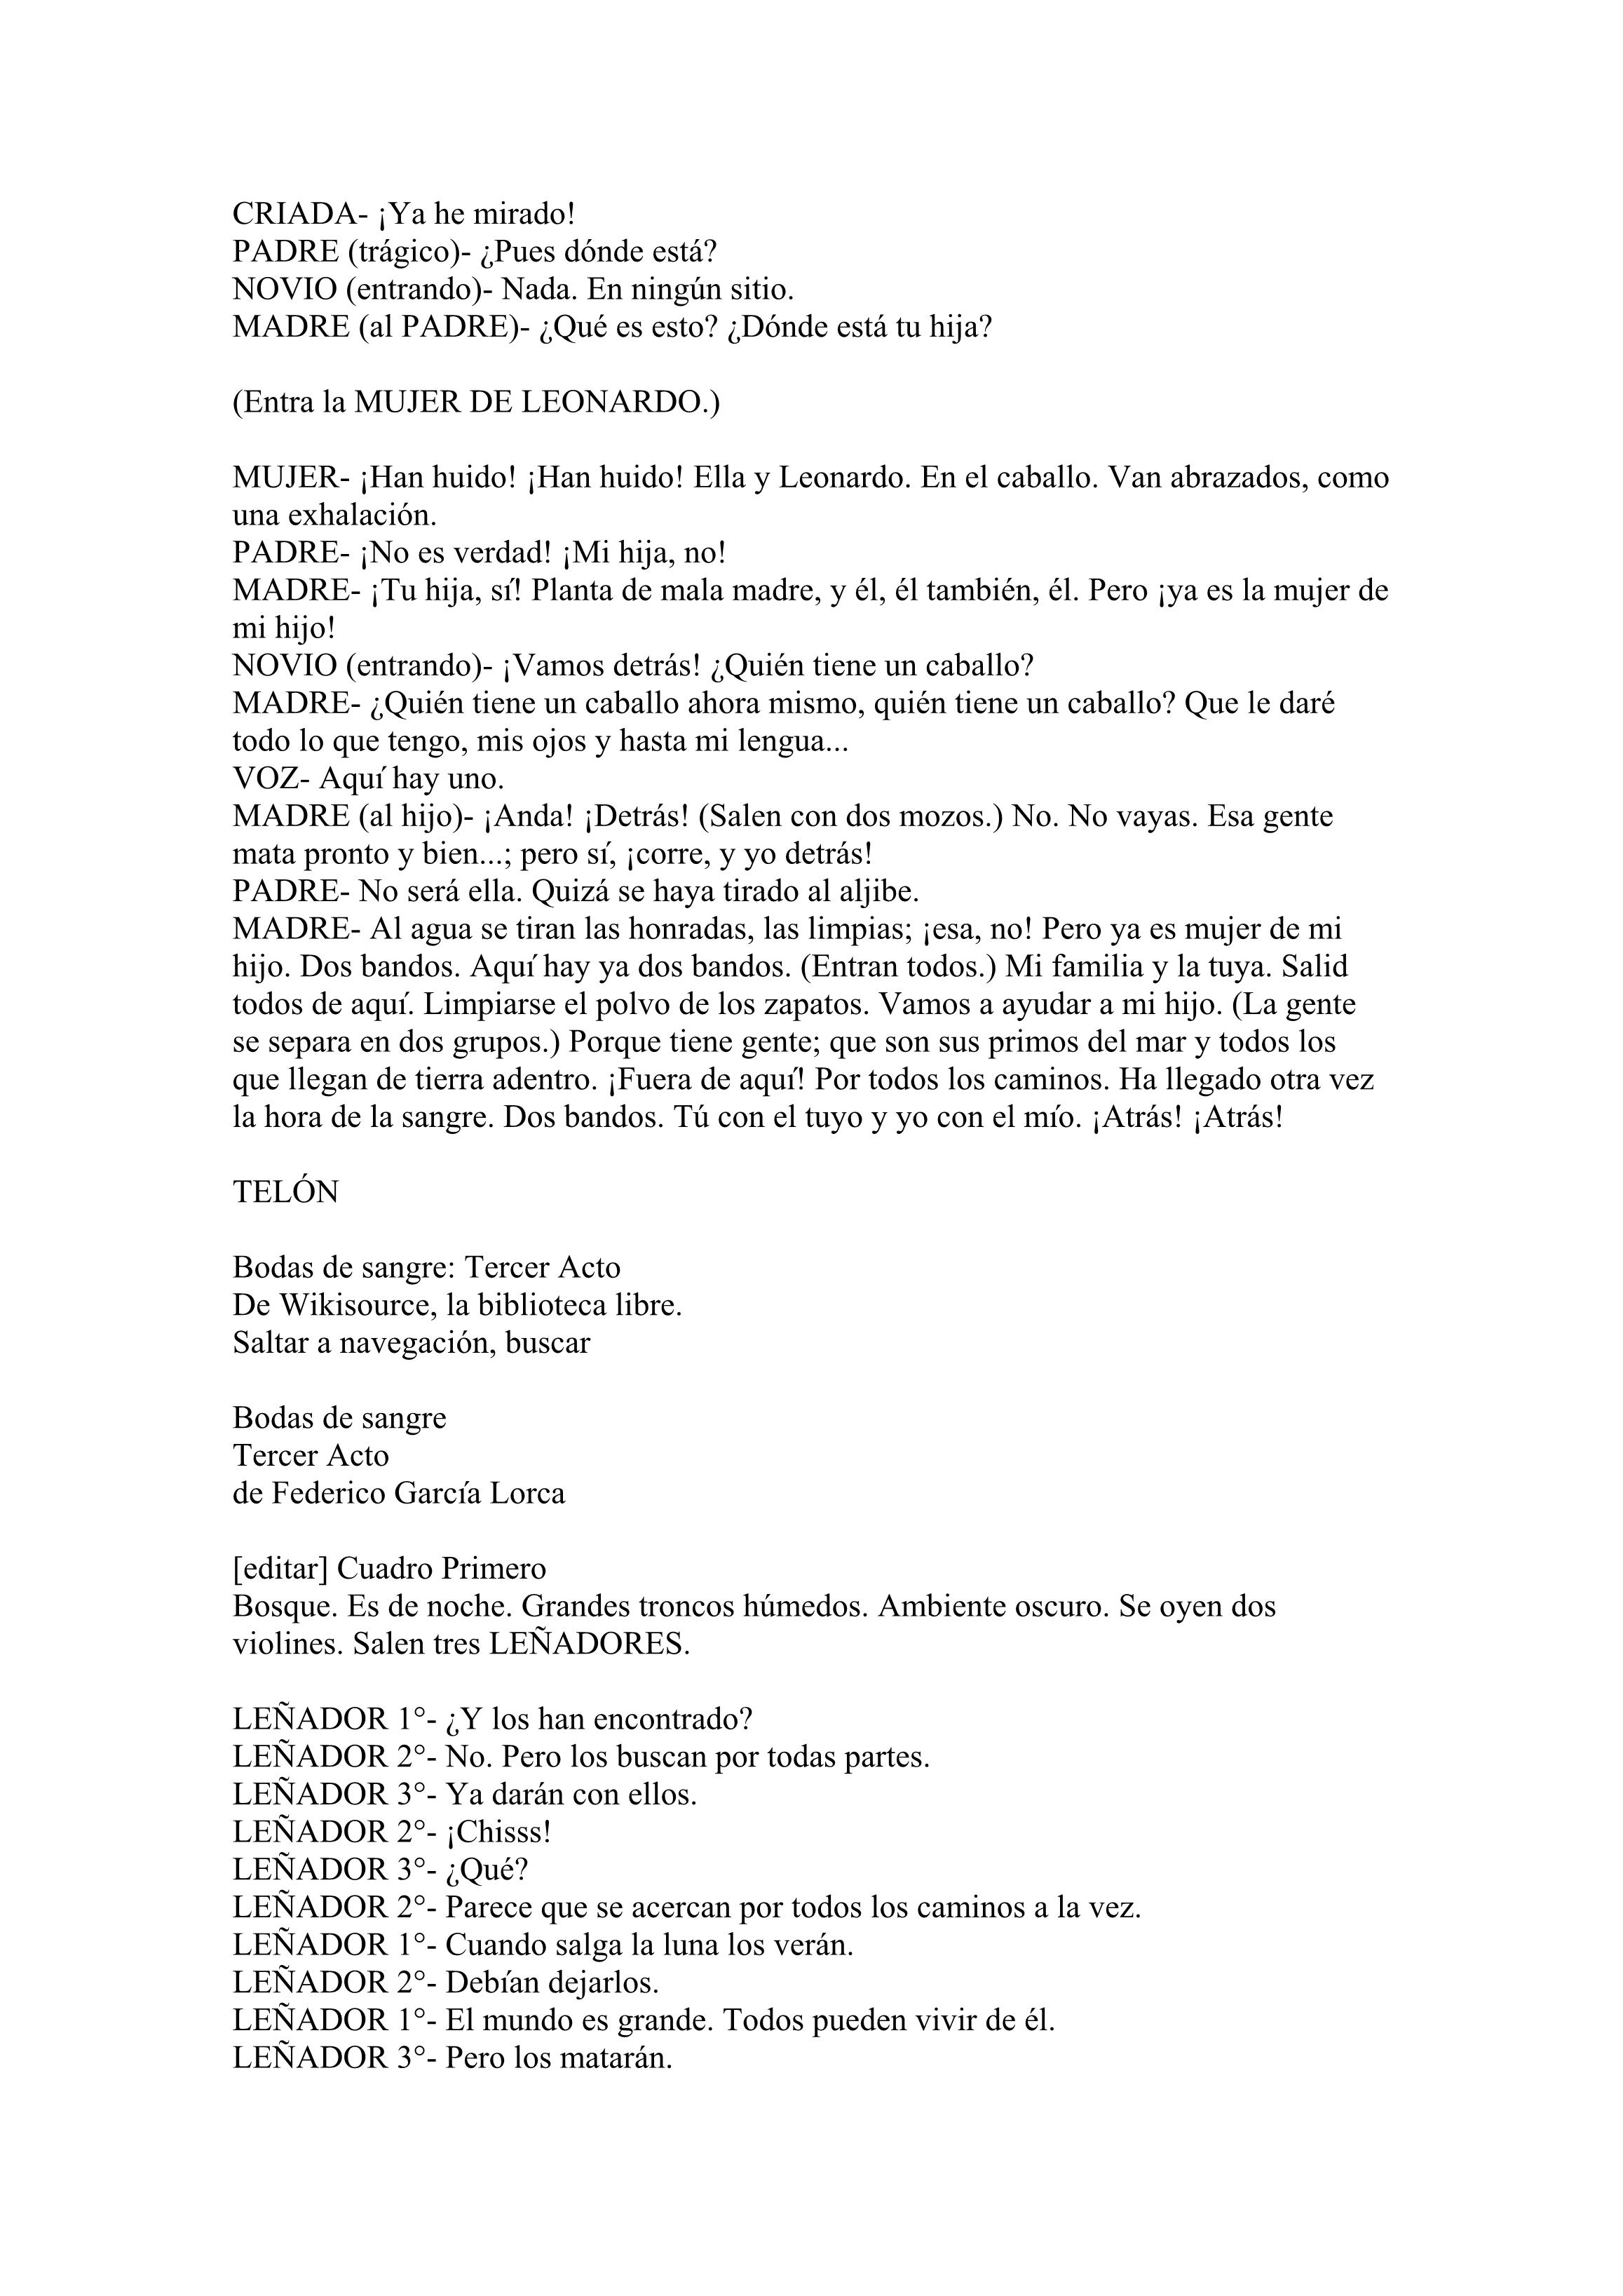 CRIADA- ¡Ya he mirado!
PADRE (trágico)- ¿Pues dónde está?
NOVIO (entrando)- Nada. En ningún sitio.
MADRE (al PADRE)- ¿Qué es esto? ¿Dónde está tu hija?
(Entra la MUJER DE LEONARDO.)
MUJER- ¡Han huido! ¡Han huido! Ella y Leonardo. En el caballo. Van abrazados, como
una exhalación.
PADRE- ¡No es verdad! ¡Mi hija, no!
MADRE- ¡Tu hija, sí! Planta de mala madre, y él, él también, él. Pero ¡ya es la mujer de
mi hijo!
NOVIO (entrando)- ¡Vamos detrás! ¿Quién tiene un caballo?
MADRE- ¿Quién tiene un caballo ahora mismo, quién tiene un caballo? Que le daré
todo lo que tengo, mis ojos y hasta mi lengua...
VOZ- Aquí hay uno.
MADRE (al hijo)- ¡Anda! ¡Detrás! (Salen con dos mozos.) No. No vayas. Esa gente
mata pronto y bien...; pero sí, ¡corre, y yo detrás!
PADRE- No será ella. Quizá se haya tirado al aljibe.
MADRE- Al agua se tiran las honradas, las limpias; ¡esa, no! Pero ya es mujer de mi
hijo. Dos bandos. Aquí hay ya dos bandos. (Entran todos.) Mi familia y la tuya. Salid
todos de aquí. Limpiarse el polvo de los zapatos. Vamos a ayudar a mi hijo. (La gente
se separa en dos grupos.) Porque tiene gente; que son sus primos del mar y todos los
que llegan de tierra adentro. ¡Fuera de aquí! Por todos los caminos. Ha llegado otra vez
la hora de la sangre. Dos bandos. Tú con el tuyo y yo con el mío. ¡Atrás! ¡Atrás!
TELÓN
Bodas de sangre: Tercer Acto
De Wikisource, la biblioteca libre.
Saltar a navegación, buscar
Bodas de sangre
Tercer Acto
de Federico García Lorca
[editar] Cuadro Primero
Bosque. Es de noche. Grandes troncos húmedos. Ambiente oscuro. Se oyen dos
violines. Salen tres LEÑADORES.
LEÑADOR 1°- ¿Y los han encontrado?
LEÑADOR 2°- No. Pero los buscan por todas partes.
LEÑADOR 3°- Ya darán con ellos.
LEÑADOR 2°- ¡Chisss!
LEÑADOR 3°- ¿Qué?
LEÑADOR 2°- Parece que se acercan por todos los caminos a la vez.
LEÑADOR 1°- Cuando salga la luna los verán.
LEÑADOR 2°- Debían dejarlos.
LEÑADOR 1°- El mundo es grande. Todos pueden vivir de él.
LEÑADOR 3°- Pero los matarán.